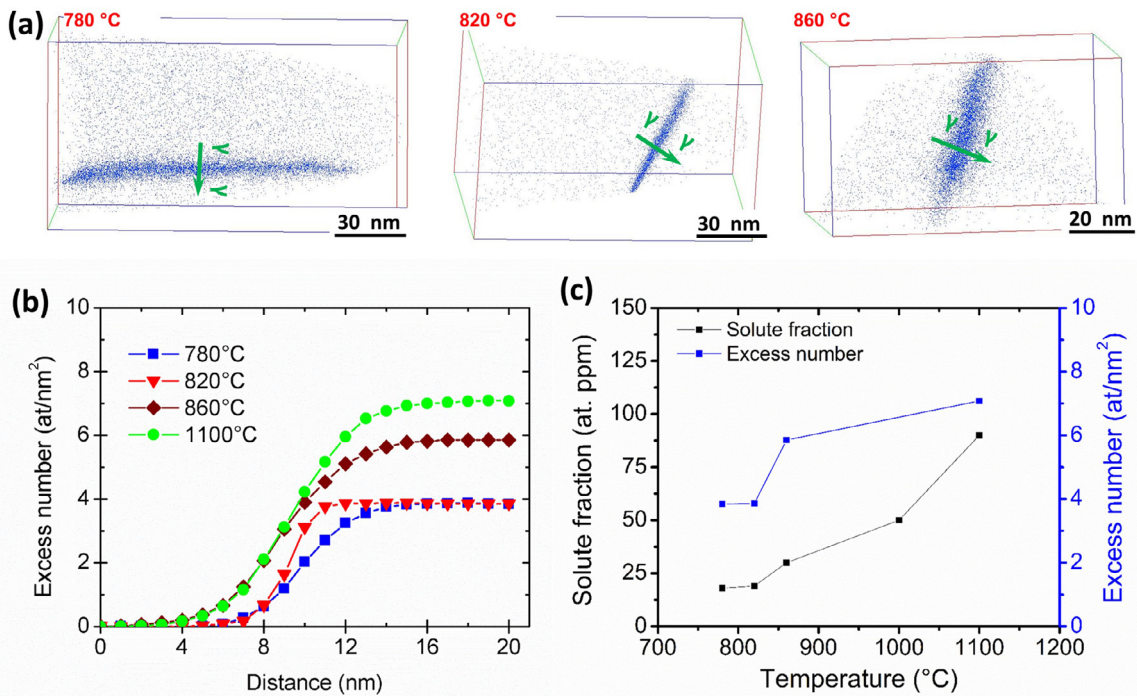 (a)
780 °C
820 °C
860 °C
γ
γ
γ
γ
γ
γ
30 nm
30 nm
20 nm
(b)
10
8
6
4
2
0
Excess number (at/nm²)
780°C
820°C
860°C
1100°C
0
4
8
12
16
20
Distance (nm)
(c)
150
125
100
75
50
25
0
Solute fraction (at. ppm)
Solute fraction
Excess number
10
8
6
4
2
0
Excess number (at/nm²)
700
800
900
1000
1100
1200
Temperature (°C)